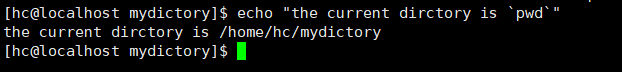 [hc@localhost mydictory]$ echo "the current dirctory is `pwd`"
the current dirctory is /home/hc/mydictory
[hc@localhost mydictory]$